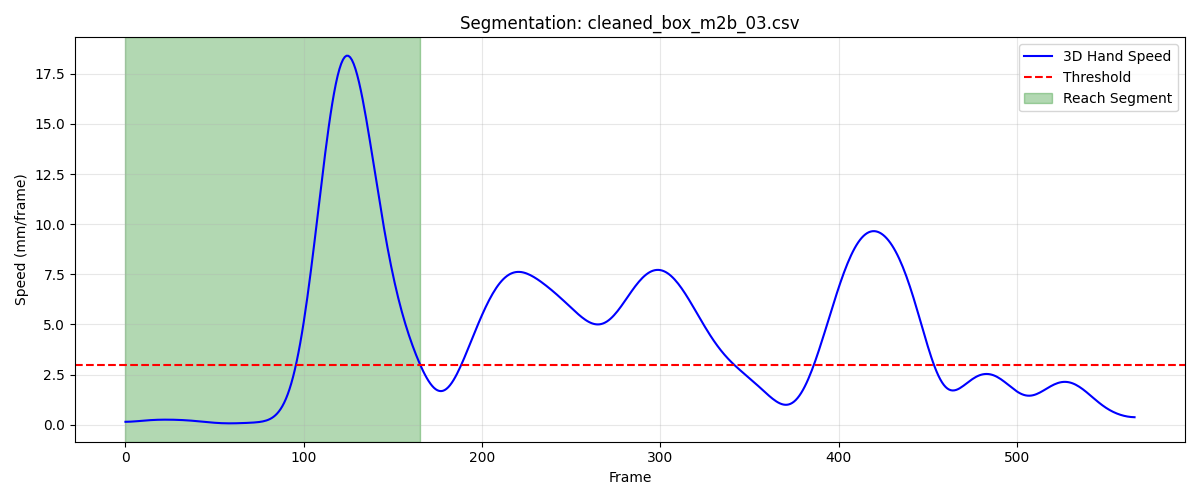 Segmentation: cleaned_box_m2b_03.csv
3D Hand Speed
Threshold
Reach Segment
Speed (mm/frame)
17.5
15.0
12.5
10.0
7.5
5.0
2.5
0.0
0 100 200 300 400 500
Frame